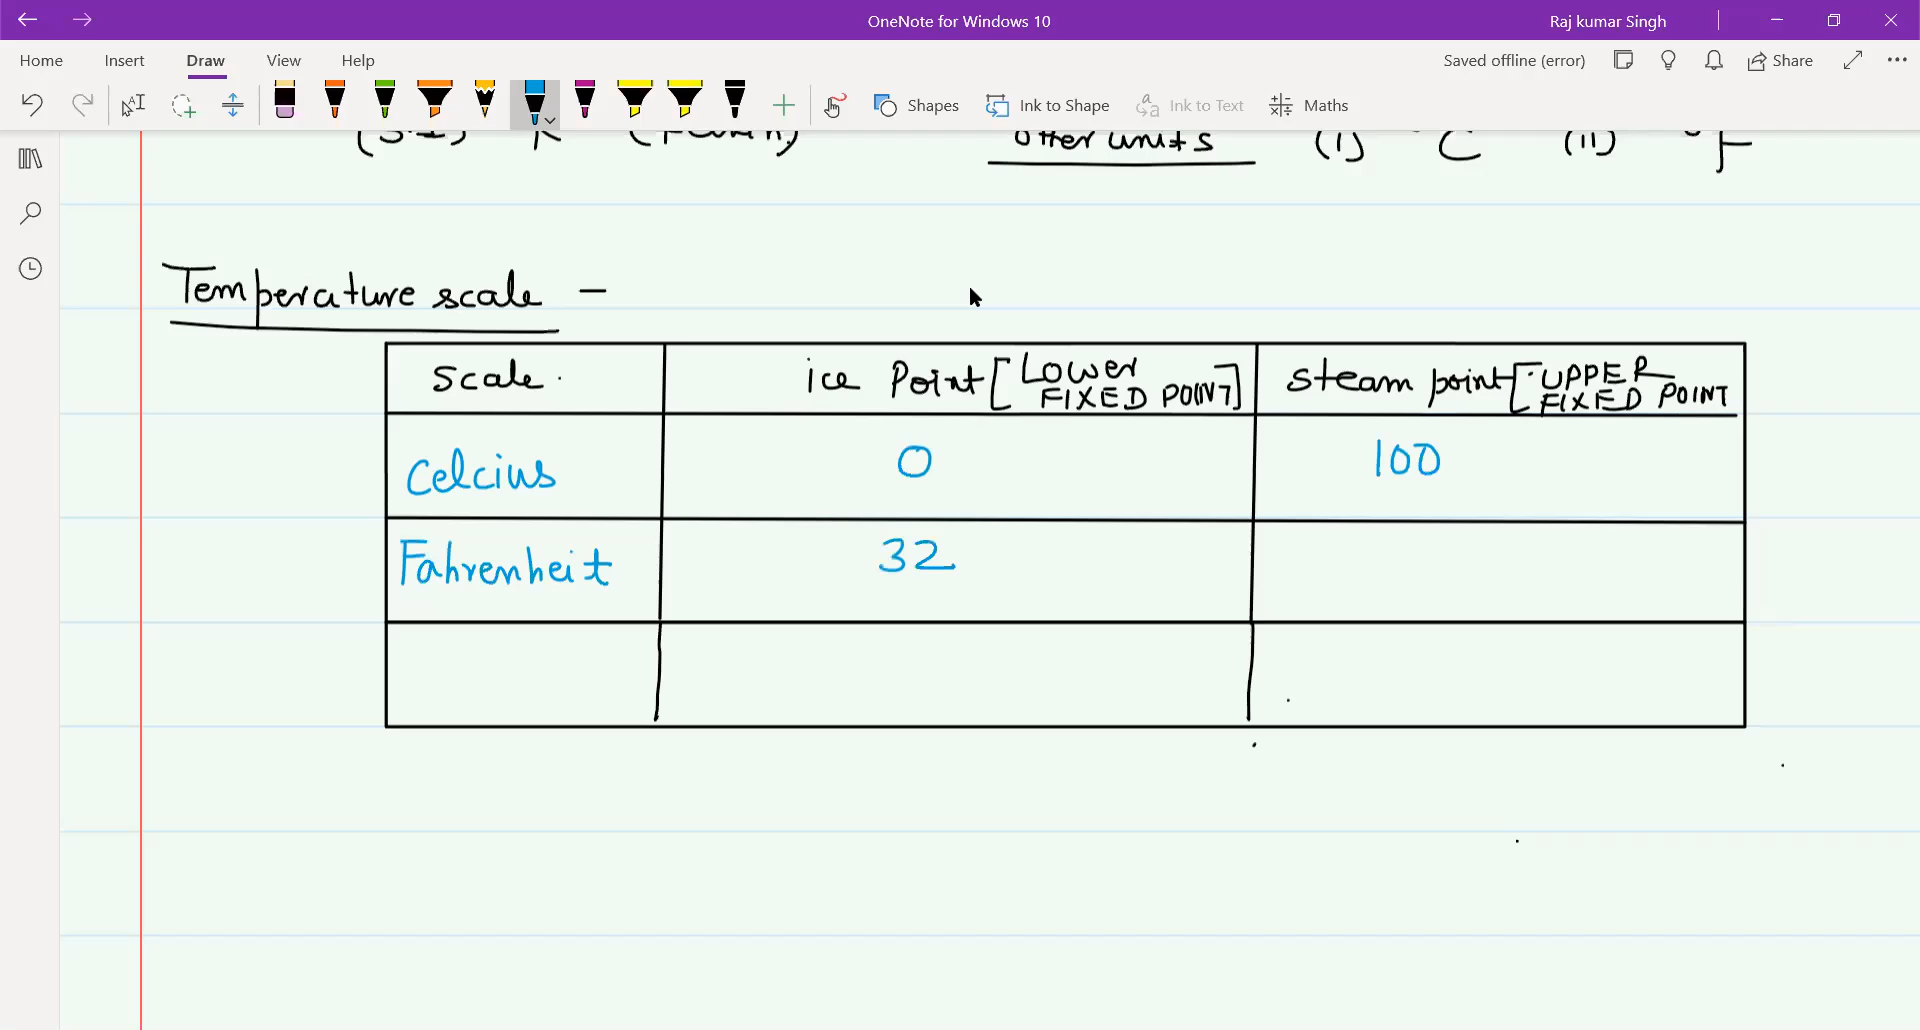 OneNote for Windows 10
Raj kumar Singh
Home Insert Draw View Help
Saved offline (error) Share
Shapes Ink to Shape Ink to Text Maths
other units (i) °C (ii) °F
Temperature scale -
scale. ice Point [LOWER FIXED POINT] steam point [UPPER FIXED POINT
Celcius 0 100
Fahrenheit 32